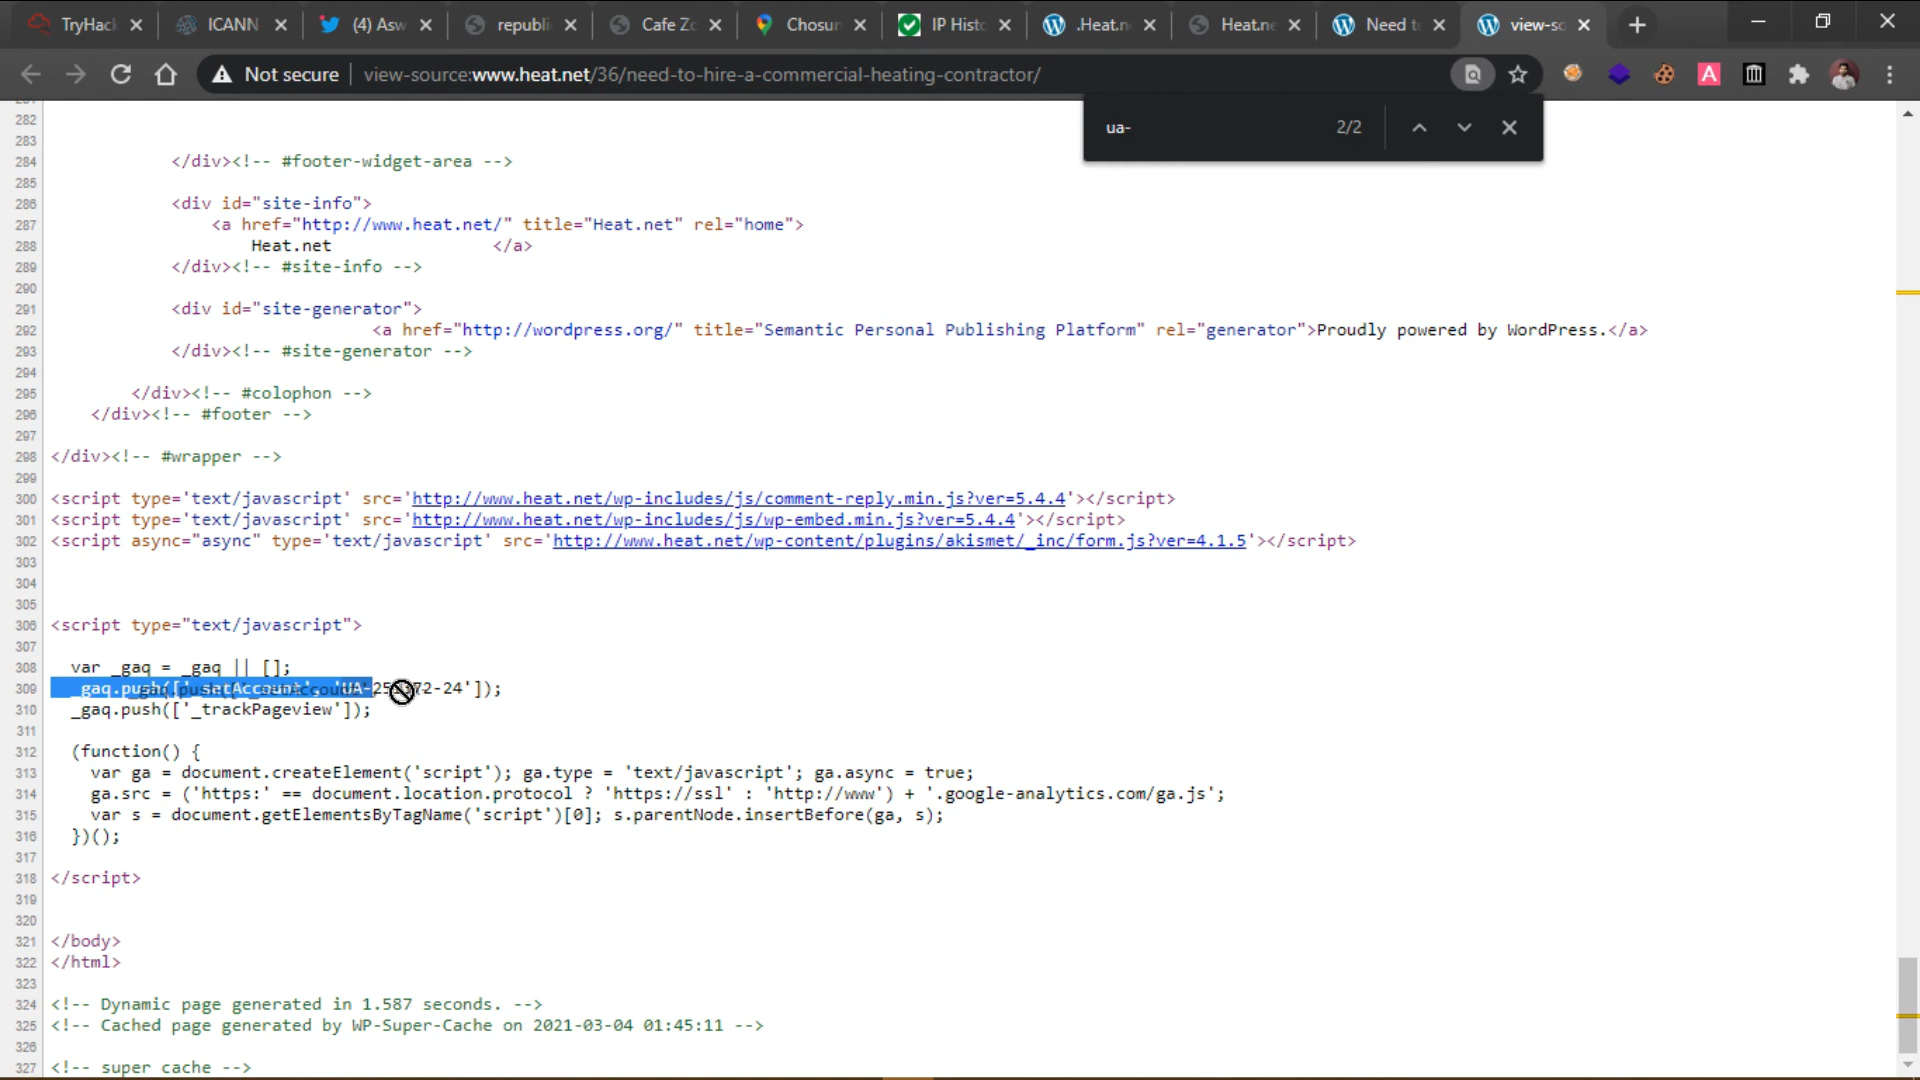 TryHack
ICANN
(4) Asw
republi
Cafe Zo
Chosun
IP Histo
.Heat.n
Heat.ne
Need to
view-so
Not secure
view-source:www.heat.net/36/need-to-hire-a-commercial-heating-contractor/
ua-
2/2
282
283
284 </div><!-- #footer-widget-area -->
285
286 <div id="site-info">
287 <a href="http://www.heat.net/" title="Heat.net" rel="home">
288 Heat.net </a>
289 </div><!-- #site-info -->
290
291 <div id="site-generator">
292 <a href="http://wordpress.org/" title="Semantic Personal Publishing Platform" rel="generator">Proudly powered by WordPress.</a>
293 </div><!-- #site-generator -->
294
295 </div><!-- #colophon -->
296 </div><!-- #footer -->
297
298 </div><!-- #wrapper -->
299
300 <script type='text/javascript' src='http://www.heat.net/wp-includes/js/comment-reply.min.js?ver=5.4.4'></script>
301 <script type='text/javascript' src='http://www.heat.net/wp-includes/js/wp-embed.min.js?ver=5.4.4'></script>
302 <script async="async" type='text/javascript' src='http://www.heat.net/wp-content/plugins/akismet/_inc/form.js?ver=4.1.5'></script>
303
304
305
306 <script type="text/javascript">
307
308 var _gaq = _gaq || [];
309 _gaq.push(['_setAccount', 'UA-
310 _gaq.push(['_trackPageview']);
311
312 (function() {
313 var ga = document.createElement('script'); ga.type = 'text/javascript'; ga.async = true;
314 ga.src = ('https:' == document.location.protocol ? 'https://ssl' : 'http://www') + '.google-analytics.com/ga.js';
315 var s = document.getElementsByTagName('script')[0]; s.parentNode.insertBefore(ga, s);
316 })();
317
318 </script>
319
320
321 </body>
322 </html>
323
324 <!-- Dynamic page generated in 1.587 seconds. -->
325 <!-- Cached page generated by WP-Super-Cache on 2021-03-04 01:45:11 -->
326
327 <!-- super cache -->